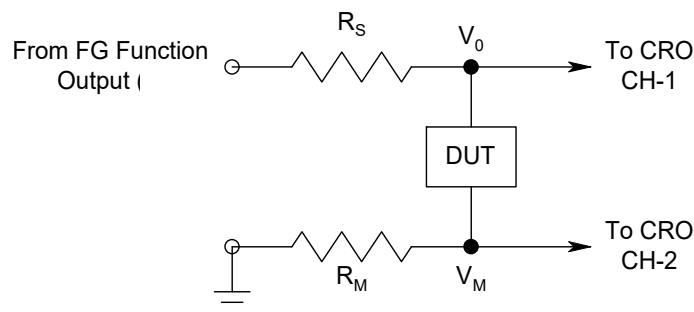 From FG Function
Output (
R_S
V_0
To CRO
CH-1
DUT
R_M
V_M
To CRO
CH-2